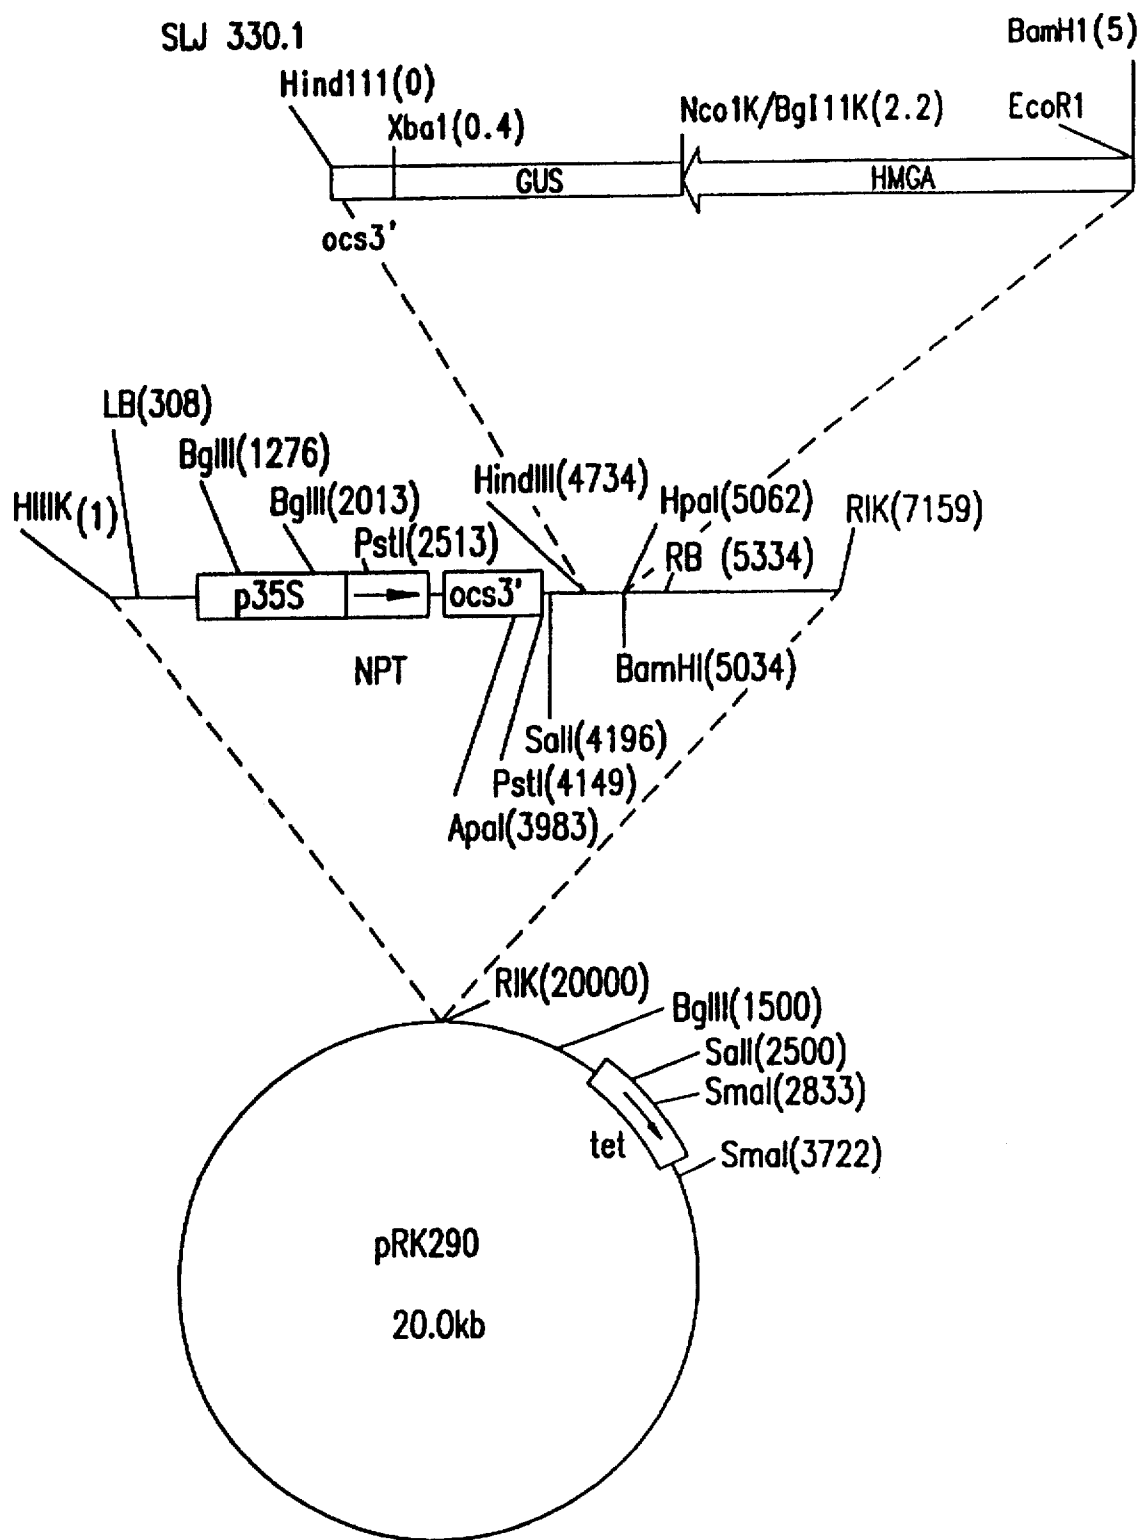 SLJ 330.1
BamH1(5)
Hind111(0)
Xba1(0.4)
Nco1K/BgI11K(2.2)
EcoR1
GUS
HMGA
ocs3'
LB(308)
BglII(1276)
HindIII(4734)
HpaI(5062)
RIK(7159)
HIIIK(1)
BglII(2013)
PstI(2513)
RB (5334)
p35S
ocs3'
NPT
BamHI(5034)
SalI(4196)
PstI(4149)
ApaI(3983)
RIK(20000)
BglII(1500)
SalI(2500)
SmaI(2833)
tet
SmaI(3722)
pRK290
20.0kb